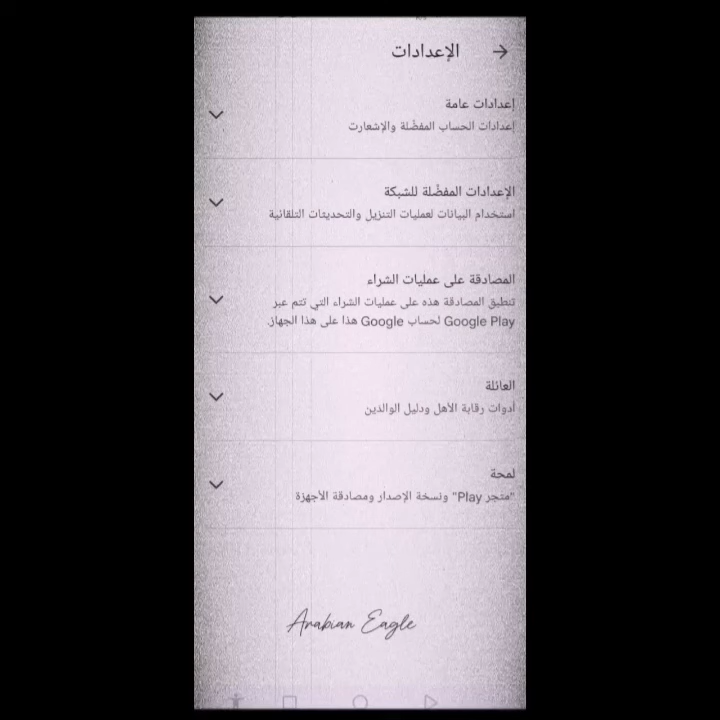 الإعدادات
إعدادات عامة
إعدادات الحساب المفضّلة والإشعارت
الإعدادات المفضّلة للشبكة
استخدام البيانات لعمليات التنزيل والتحديثات التلقائية
المصادقة على عمليات الشراء
تنطبق المصادقة هذه على عمليات الشراء التي تتم عبر
Google Play لحساب Google هذا على هذا الجهاز.
العائلة
أدوات رقابة الأهل ودليل الوالدين
لمحة
"متجر Play" ونسخة الإصدار ومصادقة الأجهزة
Arabian Eagle